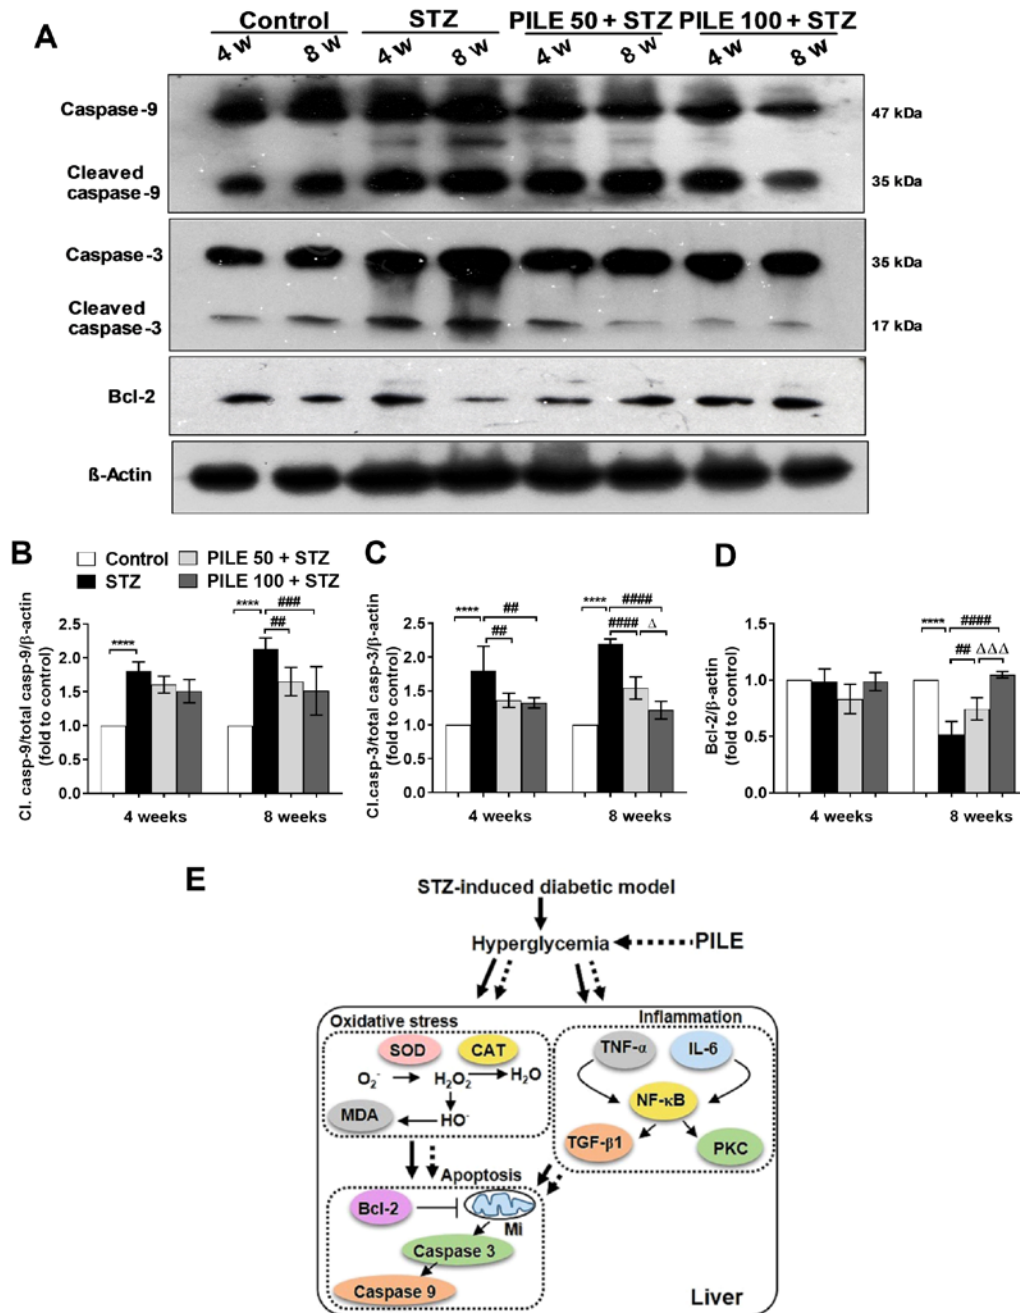 A
Control STZ PILE 50 + STZ PILE 100 + STZ
4 w 8 w 4 w 8 w 4 w 8 w 4 w 8 w
Caspase-9 47 kDa
Cleaved
caspase-9 35 kDa
Caspase-3 35 kDa
Cleaved
caspase-3 17 kDa
Bcl-2
ß-Actin
B
Control PILE 50 + STZ
STZ PILE 100 + STZ
Cl. casp-9/total casp-9/β-actin
(fold to control)
2.5
2.0
1.5
1.0
0.5
0.0
****
****
###
##
4 weeks 8 weeks
C
Cl.casp-3/total casp-3/β-actin
(fold to control)
2.5
2.0
1.5
1.0
0.5
0.0
****
##
##
****
####
####
Δ
4 weeks 8 weeks
D
Bcl-2/β-actin
(fold to control)
1.5
1.0
0.5
0.0
****
####
##
ΔΔΔ
4 weeks 8 weeks
E
STZ-induced diabetic model
Hyperglycemia PILE
Oxidative stress
SOD CAT
O₂⁻ H₂O₂ H₂O
MDA HO⁻
Inflammation
TNF-α IL-6
NF-κB
TGF-β1 PKC
Apoptosis
Bcl-2 Mi
Caspase 3
Caspase 9
Liver